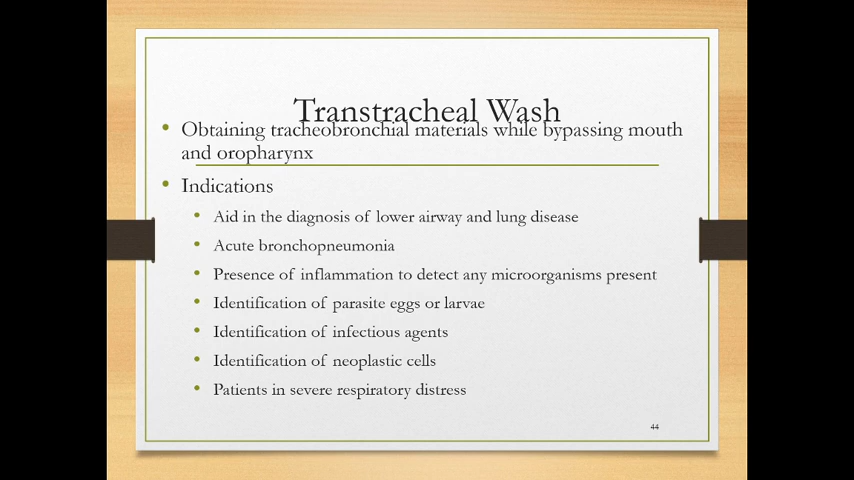 Transtracheal Wash
Obtaining tracheobronchial materials while bypassing mouth
and oropharynx
Indications
Aid in the diagnosis of lower airway and lung disease
Acute bronchopneumonia
Presence of inflammation to detect any microorganisms present
Identification of parasite eggs or larvae
Identification of infectious agents
Identification of neoplastic cells
Patients in severe respiratory distress
44